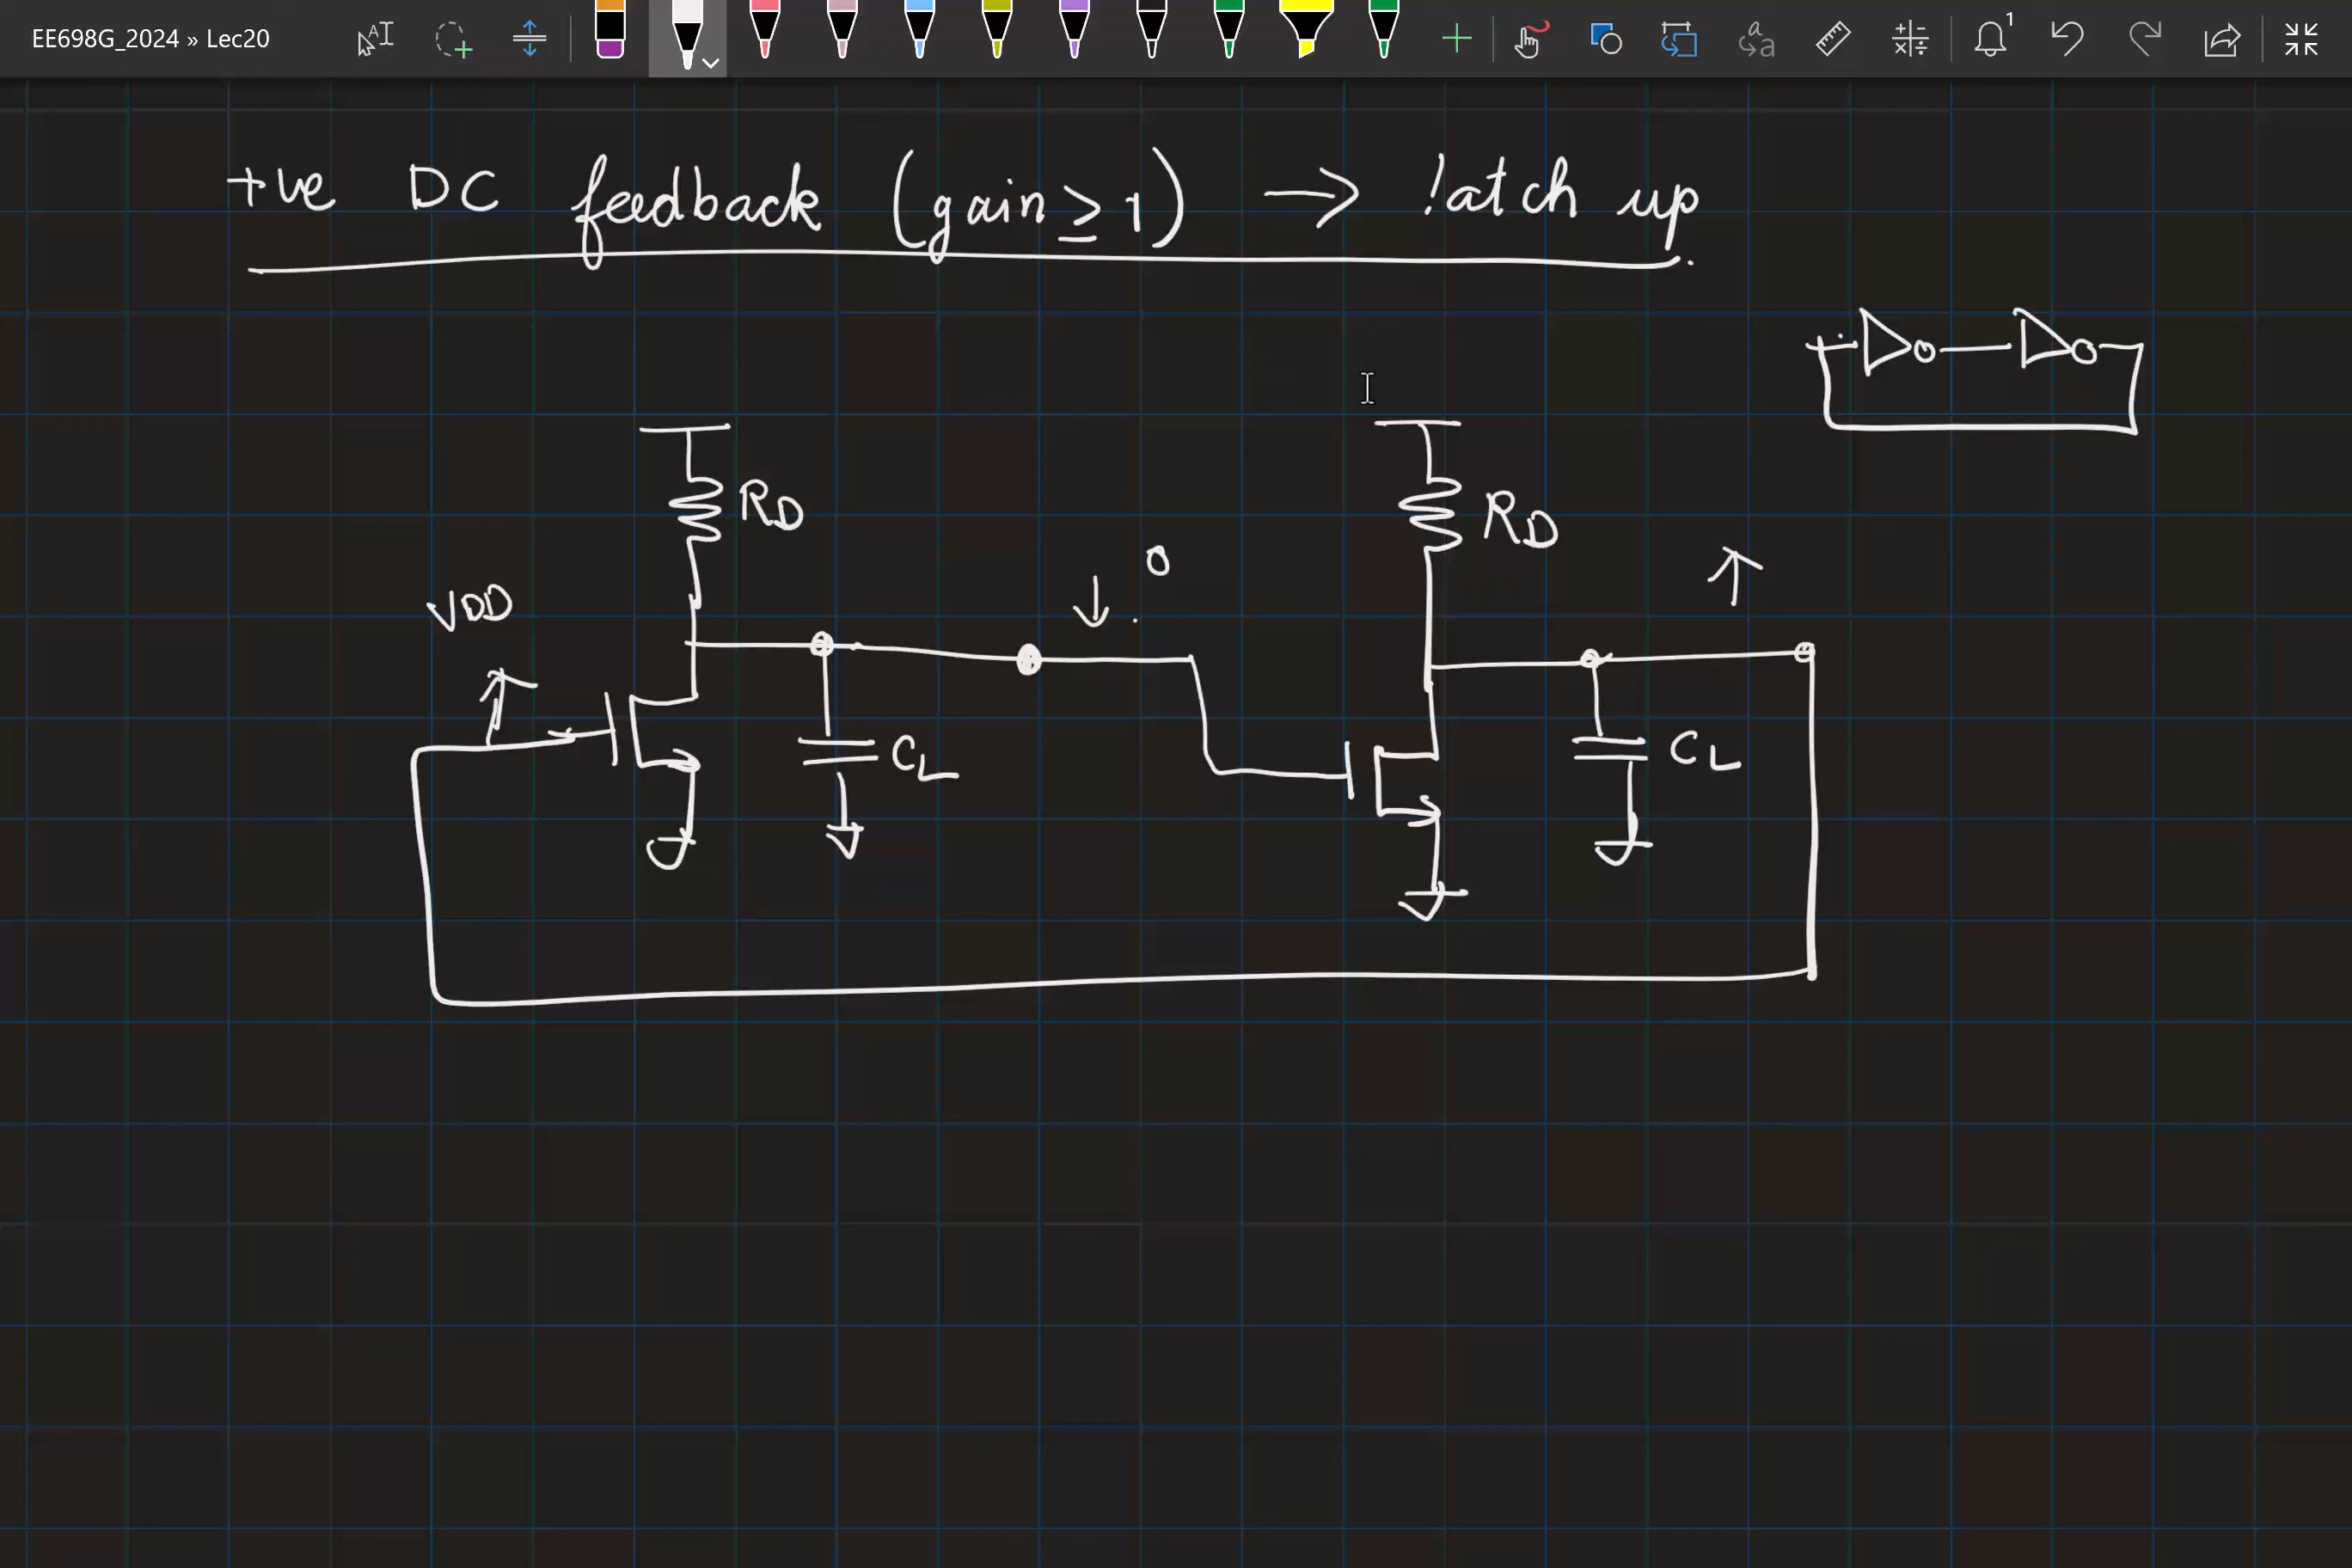 EE698G_2024 » Lec20
+ve DC feedback (gain ≥ 1) → latch up.
RD
RD
VDD
0
CL
CL